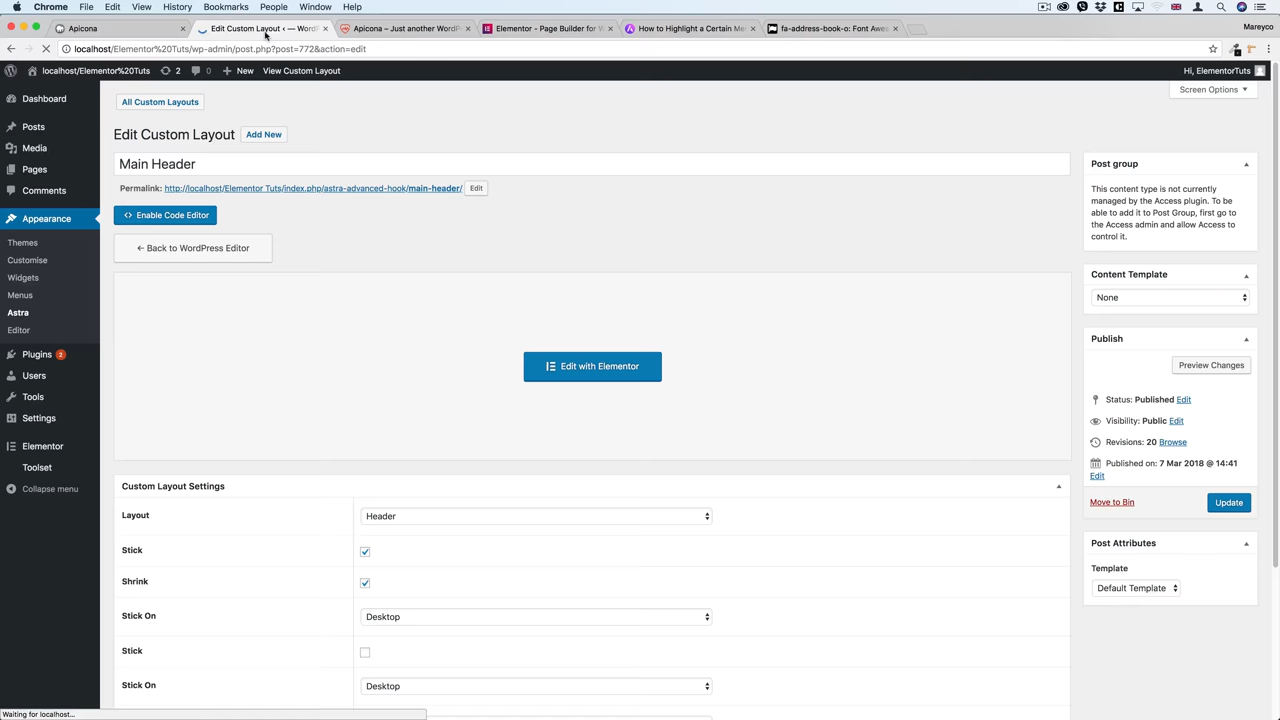 Chrome File Edit View History Bookmarks People Window Help
Apicona
Edit Custom Layout ‹ — WordP
Apicona – Just another WordP
Elementor - Page Builder for W
How to Highlight a Certain Me
fa-address-book-o: Font Awes
Mareyco
localhost/Elementor%20Tuts/wp-admin/post.php?post=772&action=edit
localhost/Elementor%20Tuts 2 0 New View Custom Layout
Hi, ElementorTuts
Screen Options
Dashboard
Posts
Media
Pages
Comments
Appearance
Themes
Customise
Widgets
Menus
Astra
Editor
Plugins 2
Users
Tools
Settings
Elementor
Toolset
Collapse menu
All Custom Layouts
Edit Custom Layout Add New
Main Header
Permalink: http://localhost/Elementor Tuts/index.php/astra-advanced-hook/main-header/ Edit
<> Enable Code Editor
← Back to WordPress Editor
Edit with Elementor
Custom Layout Settings
Layout Header
Stick
Shrink
Stick On Desktop
Stick
Stick On Desktop
Post group
This content type is not currently
managed by the Access plugin. To be
able to add it to Post Group, first go to
the Access admin and allow Access to
control it.
Content Template
None
Publish
Preview Changes
Status: Published Edit
Visibility: Public Edit
Revisions: 20 Browse
Published on: 7 Mar 2018 @ 14:41
Edit
Move to Bin Update
Post Attributes
Template
Default Template
Waiting for localhost...